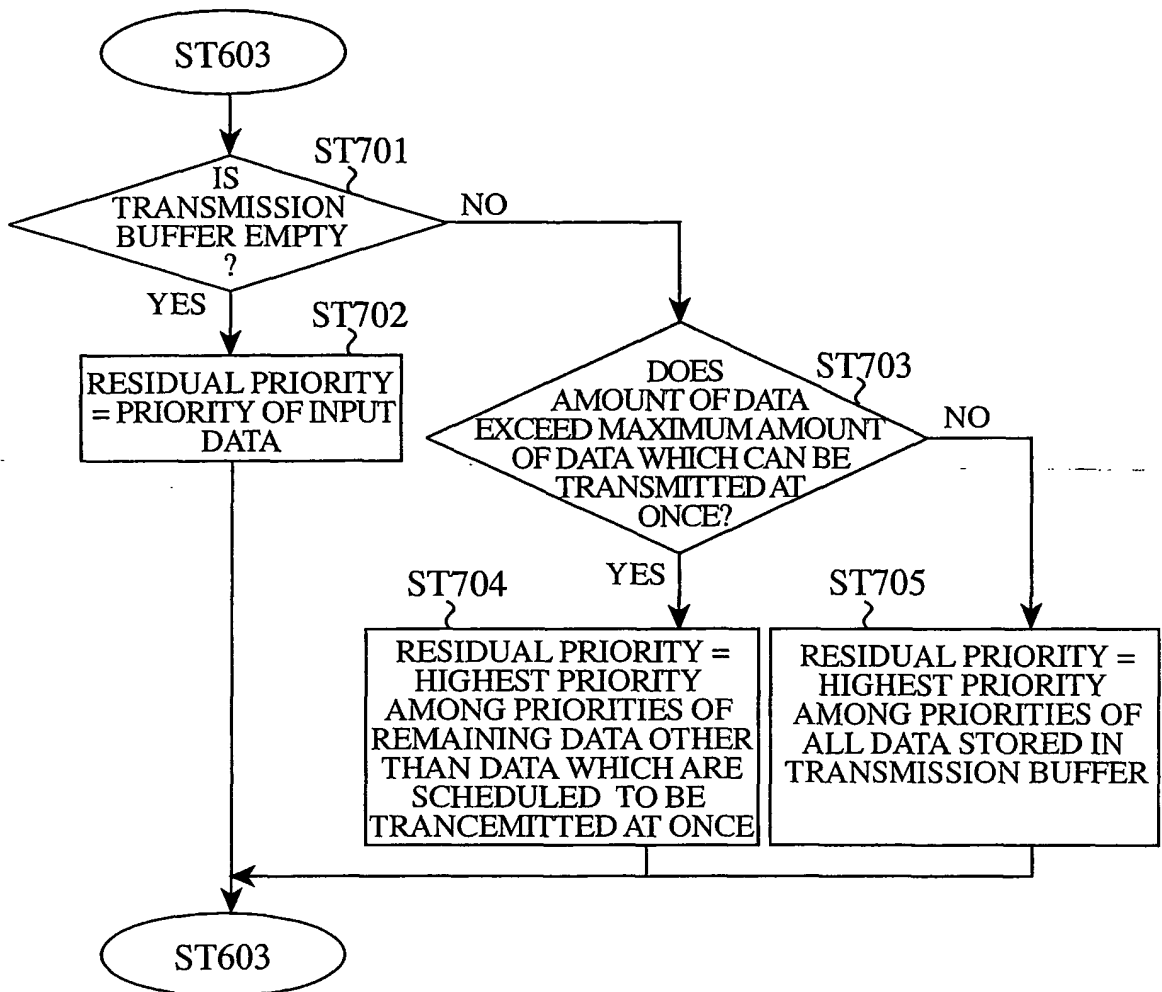 ST603
ST701
IS
TRANSMISSION
BUFFER EMPTY
?
NO
YES
ST702
RESIDUAL PRIORITY
= PRIORITY OF INPUT
DATA
ST703
DOES
AMOUNT OF DATA
EXCEED MAXIMUM AMOUNT
OF DATA WHICH CAN BE
TRANSMITTED AT
ONCE?
NO
YES
ST704
RESIDUAL PRIORITY =
HIGHEST PRIORITY
AMONG PRIORITIES OF
REMAINING DATA OTHER
THAN DATA WHICH ARE
SCHEDULED TO BE
TRANCEMITTED AT ONCE
ST705
RESIDUAL PRIORITY =
HIGHEST PRIORITY
AMONG PRIORITIES OF
ALL DATA STORED IN
TRANSMISSION BUFFER
ST603